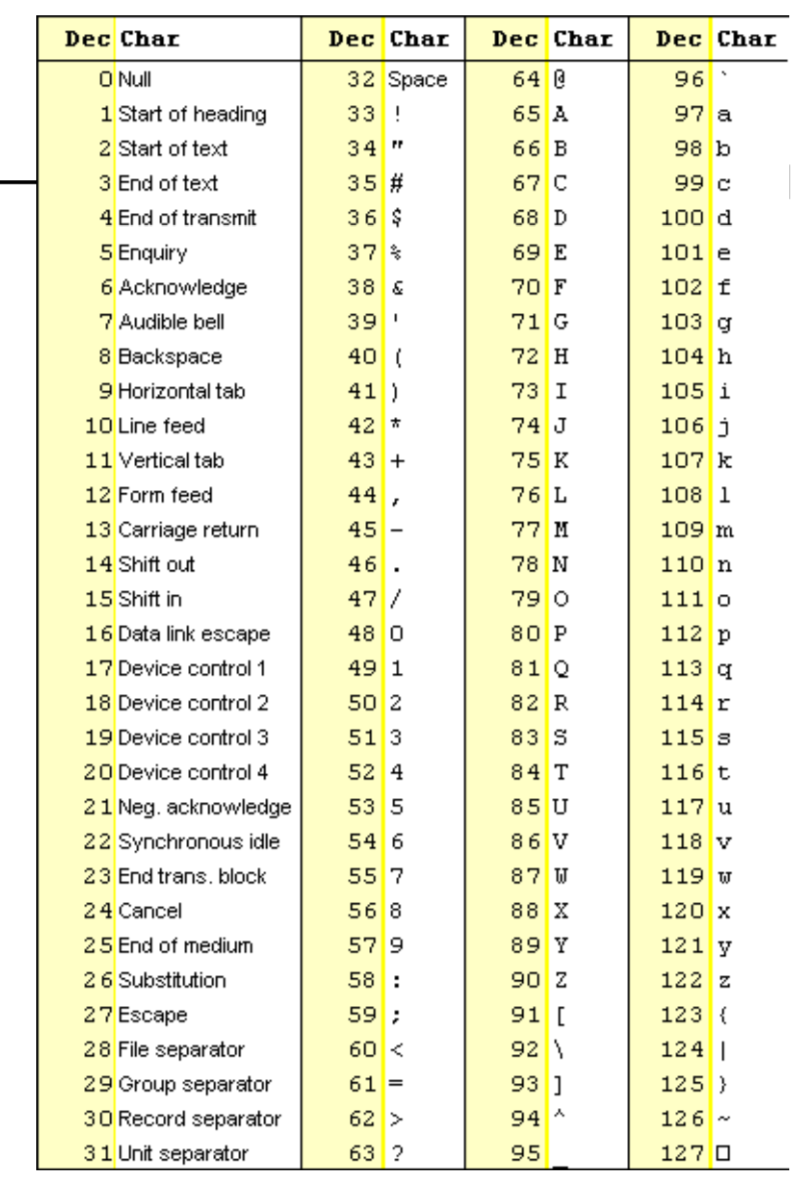 Dec Char Dec Char Dec Char Dec Char
0 Null 32 Space 64 @ 96 `
1 Start of heading 33 ! 65 A 97 a
2 Start of text 34 " 66 B 98 b
3 End of text 35 # 67 C 99 c
4 End of transmit 36 $ 68 D 100 d
5 Enquiry 37 % 69 E 101 e
6 Acknowledge 38 & 70 F 102 f
7 Audible bell 39 ' 71 G 103 g
8 Backspace 40 ( 72 H 104 h
9 Horizontal tab 41 ) 73 I 105 i
10 Line feed 42 * 74 J 106 j
11 Vertical tab 43 + 75 K 107 k
12 Form feed 44 , 76 L 108 l
13 Carriage return 45 - 77 M 109 m
14 Shift out 46 . 78 N 110 n
15 Shift in 47 / 79 O 111 o
16 Data link escape 48 0 80 P 112 p
17 Device control 1 49 1 81 Q 113 q
18 Device control 2 50 2 82 R 114 r
19 Device control 3 51 3 83 S 115 s
20 Device control 4 52 4 84 T 116 t
21 Neg. acknowledge 53 5 85 U 117 u
22 Synchronous idle 54 6 86 V 118 v
23 End trans. block 55 7 87 W 119 w
24 Cancel 56 8 88 X 120 x
25 End of medium 57 9 89 Y 121 y
26 Substitution 58 : 90 Z 122 z
27 Escape 59 ; 91 [ 123 {
28 File separator 60 < 92 \ 124 |
29 Group separator 61 = 93 ] 125 }
30 Record separator 62 > 94 ^ 126 ~
31 Unit separator 63 ? 95 _ 127 □